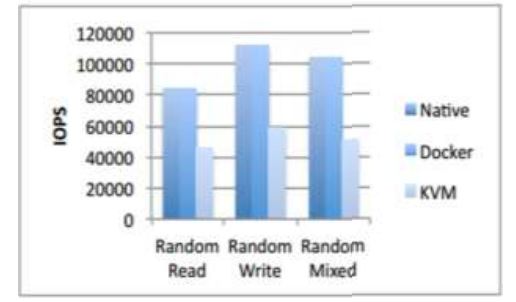 120000
100000
80000
60000
40000
20000
0
IOPS
Random Random Random
Read Write Mixed
Native
Docker
KVM